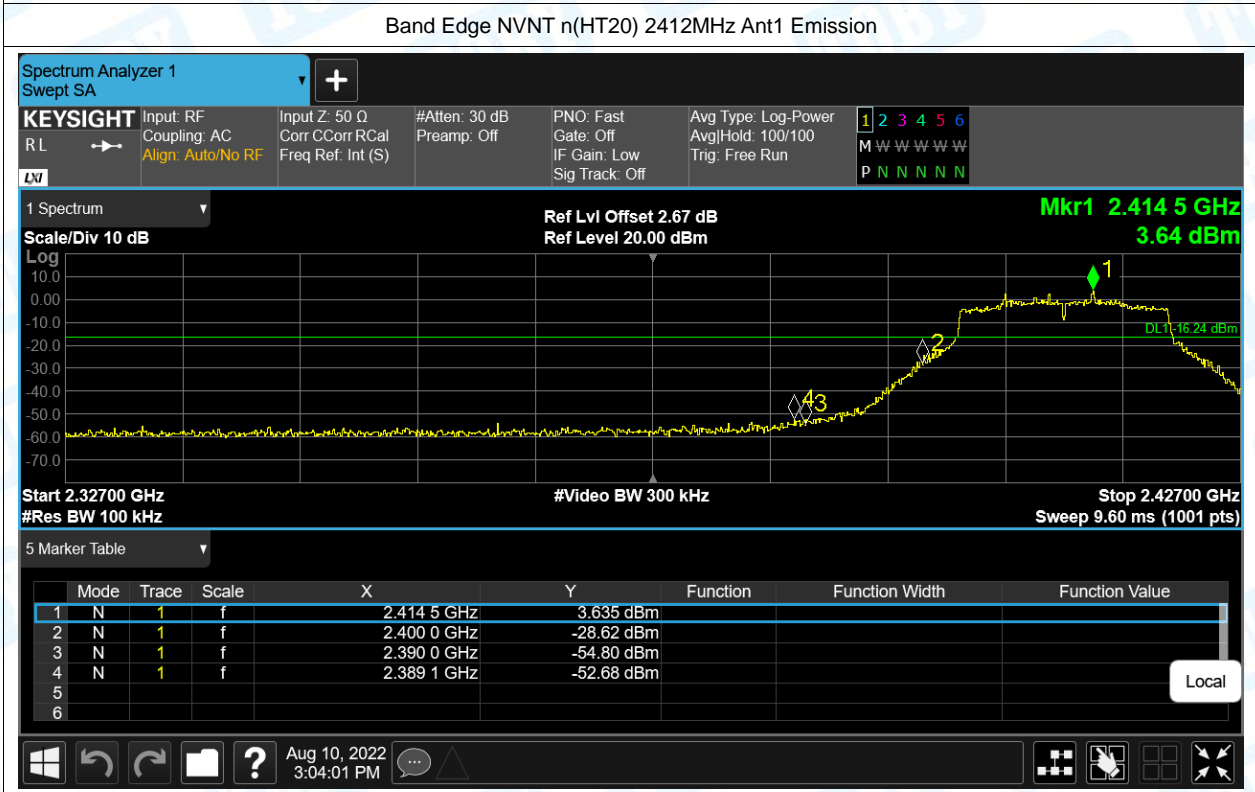 Band Edge NVNT n(HT20) 2412MHz Ant1 Emission
Spectrum Analyzer 1
Swept SA
KEYSIGHT
R L
LXI
Input: RF
Coupling: AC
Align: Auto/No RF
Input Z: 50 Ω
Corr CCorr RCal
Freq Ref: Int (S)
#Atten: 30 dB
Preamp: Off
PNO: Fast
Gate: Off
IF Gain: Low
Sig Track: Off
Avg Type: Log-Power
Avg|Hold: 100/100
Trig: Free Run
1 2 3 4 5 6
M W W W W W
P N N N N N
1 Spectrum
Scale/Div 10 dB
Ref Lvl Offset 2.67 dB
Ref Level 20.00 dBm
Mkr1 2.414 5 GHz
3.64 dBm
Log
10.0
0.00
-10.0
-20.0
-30.0
-40.0
-50.0
-60.0
-70.0
1
2
43
DL1 -16.24 dBm
Start 2.32700 GHz
#Video BW 300 kHz
Stop 2.42700 GHz
#Res BW 100 kHz
Sweep 9.60 ms (1001 pts)
5 Marker Table
Mode Trace Scale X Y Function Function Width Function Value
1 N 1 f 2.414 5 GHz 3.635 dBm
2 N 1 f 2.400 0 GHz -28.62 dBm
3 N 1 f 2.390 0 GHz -54.80 dBm
4 N 1 f 2.389 1 GHz -52.68 dBm
5
6
Local
?
Aug 10, 2022
3:04:01 PM